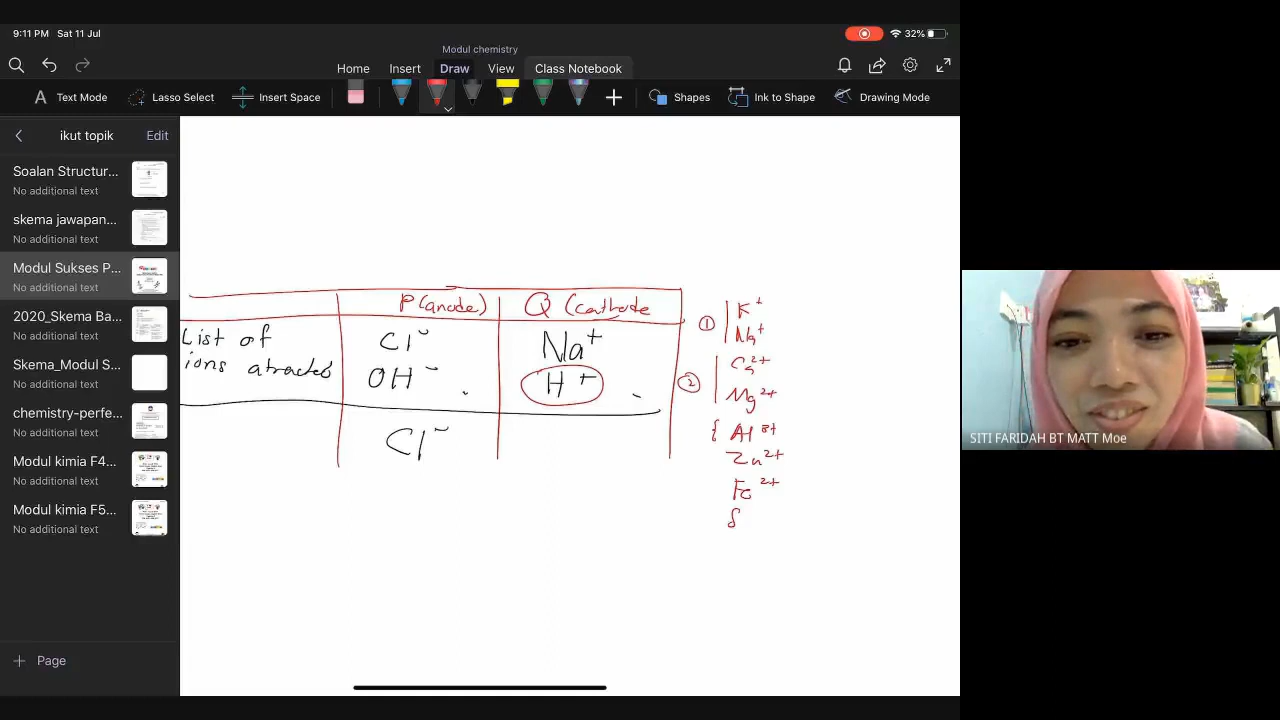 9:11 PM Sat 11 Jul
32%
Modul chemistry
Home Insert Draw View Class Notebook
Text Mode Lasso Select Insert Space Shapes Ink to Shape Drawing Mode
ikut topik Edit
Soalan Structur...
No additional text
skema jawapan...
No additional text
Modul Sukses P...
No additional text
2020_Skema Ba...
No additional text
Skema_Modul S...
No additional text
chemistry-perfe...
No additional text
Modul kimia F4...
No additional text
Modul kimia F5...
No additional text
Page
P(anode) Q (cathode
List of Cl⁻ Na⁺
ions atracted OH⁻ H⁺
Cl⁻
① K⁺
Na⁺
Ca²⁺
② Mg²⁺
Al³⁺
Zn²⁺
Fe²⁺
S
SITI FARIDAH BT MATT Moe